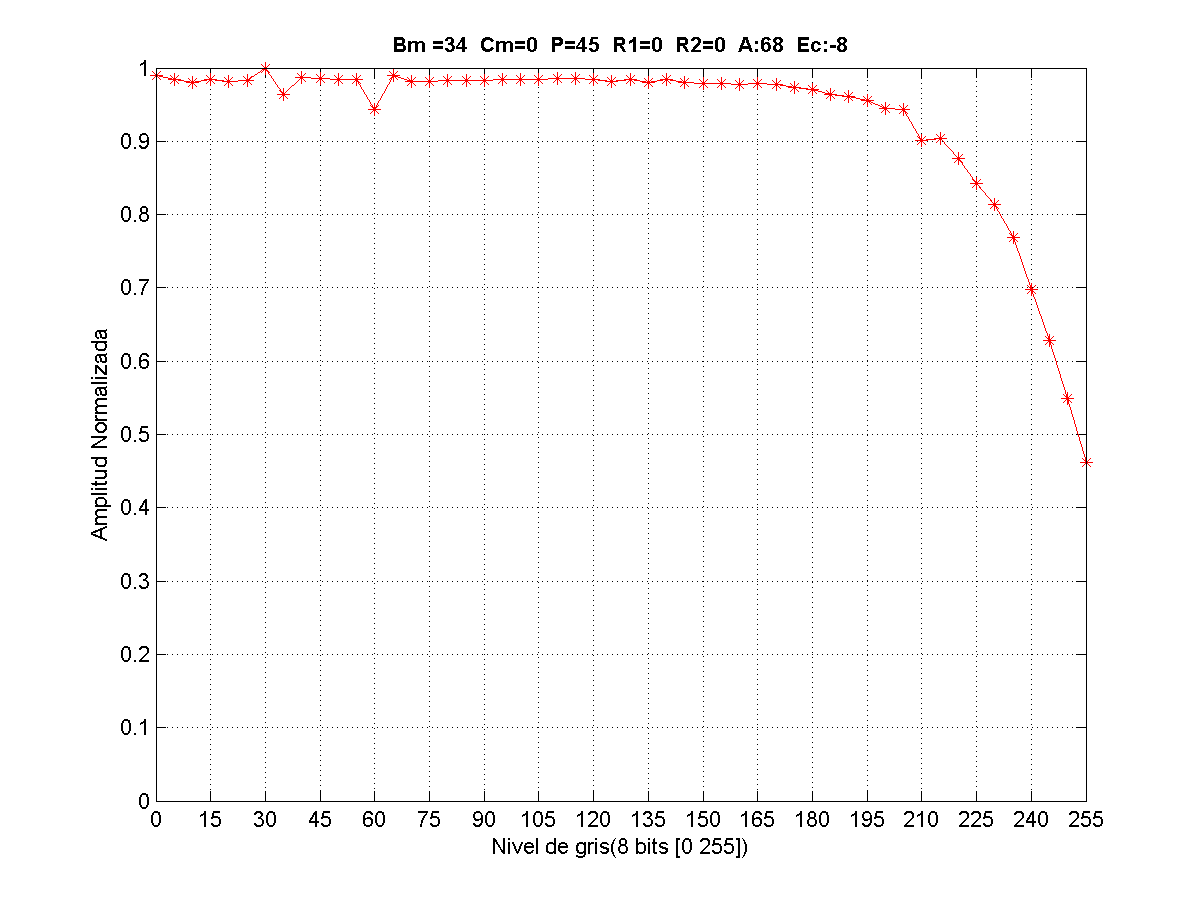 Bm =34 Cm=0 P=45 R1=0 R2=0 A:68 Ec:-8
1
0.9
0.8
0.7
0.6
0.5
0.4
0.3
0.2
0.1
0
Amplitud Normalizada
0 15 30 45 60 75 90 105 120 135 150 165 180 195 210 225 240 255
Nivel de gris(8 bits [0 255])